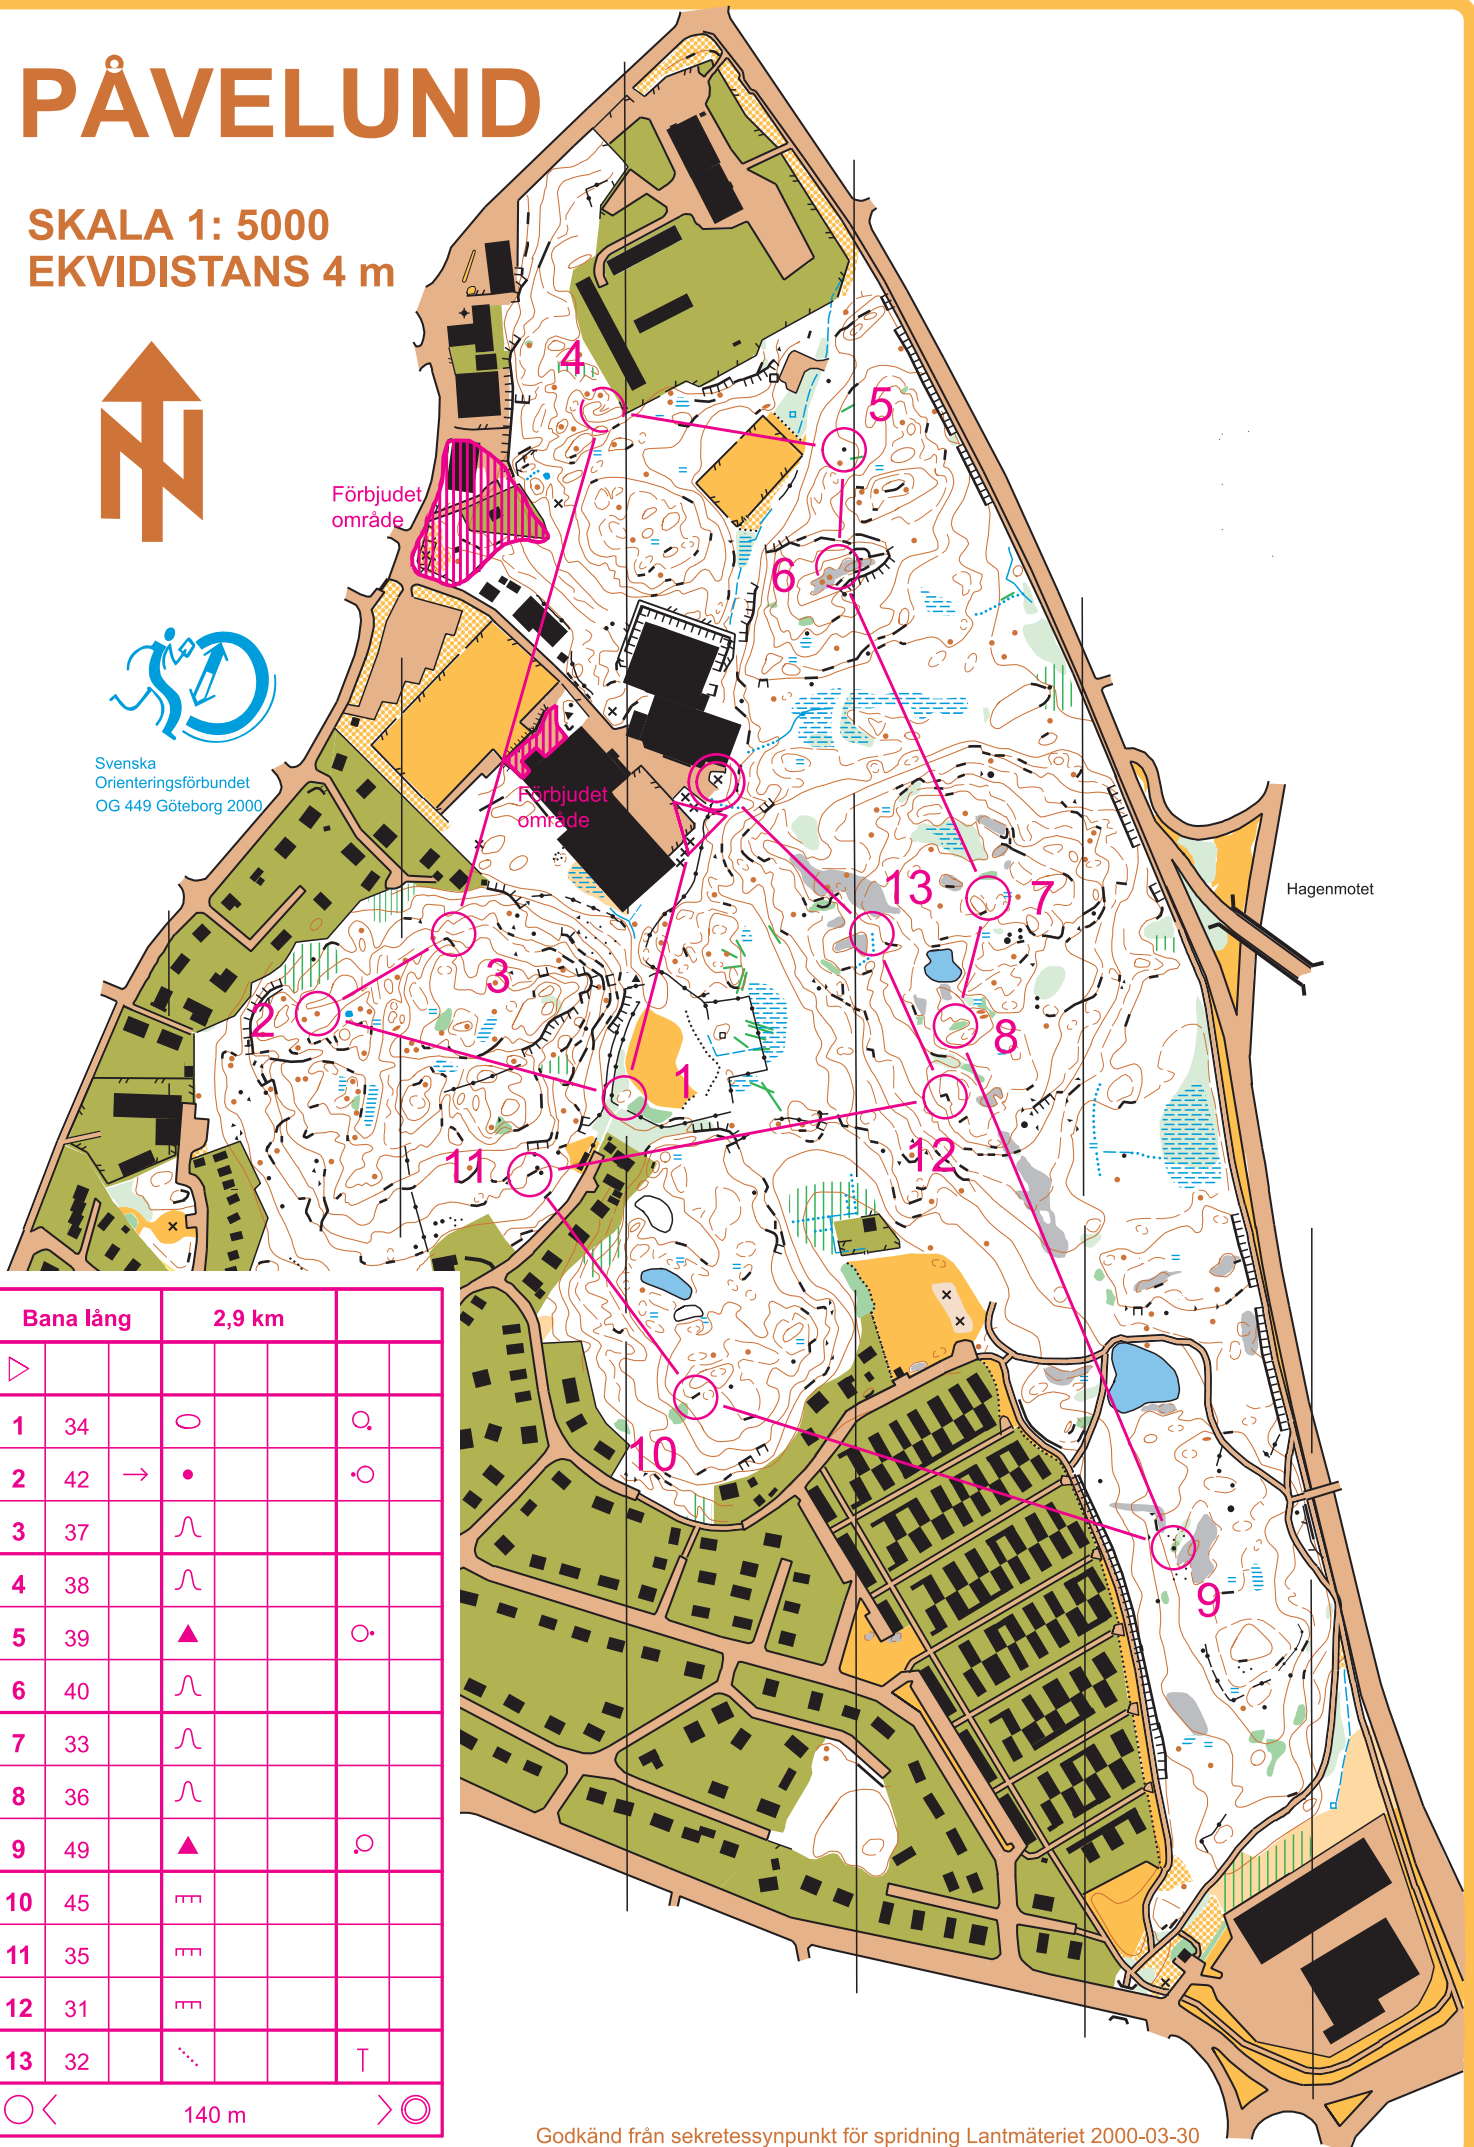 PÅVELUND
SKALA 1: 5000
EKVIDISTANS 4 m
N
Förbjudet
område
Svenska
Orienteringsförbundet
OG 449 Göteborg 2000
Förbjudet
område
Hagenmotet
4
5
6
13
7
3
2
8
1
11
12
10
9
Bana lång 2,9 km
1 34
2 42
3 37
4 38
5 39
6 40
7 33
8 36
9 49
10 45
11 35
12 31
13 32
140 m
Godkänd från sekretessynpunkt för spridning Lantmäteriet 2000-03-30